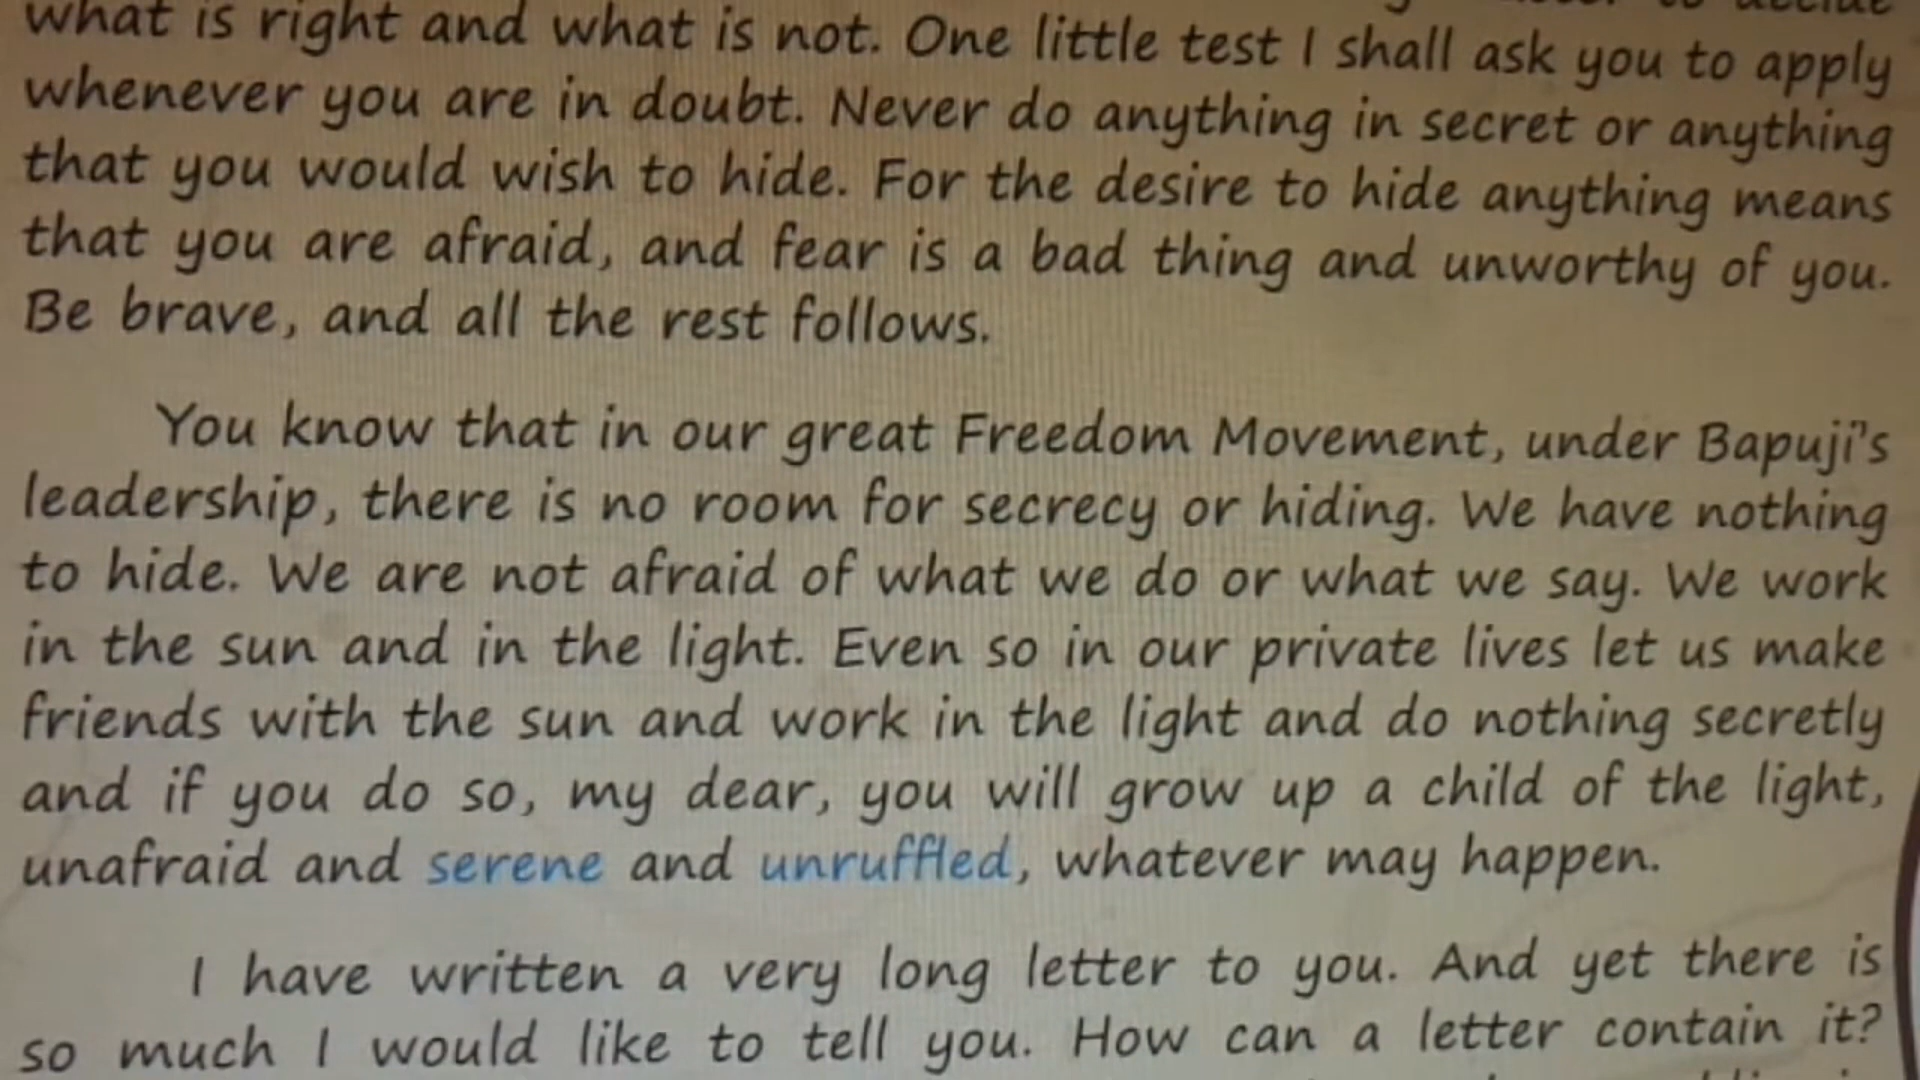 what is right and what is not. One little test I shall ask you to apply
whenever you are in doubt. Never do anything in secret or anything
that you would wish to hide. For the desire to hide anything means
that you are afraid, and fear is a bad thing and unworthy of you.
Be brave, and all the rest follows.
You know that in our great Freedom Movement, under Bapuji's
leadership, there is no room for secrecy or hiding. We have nothing
to hide. We are not afraid of what we do or what we say. We work
in the sun and in the light. Even so in our private lives let us make
friends with the sun and work in the light and do nothing secretly
and if you do so, my dear, you will grow up a child of the light,
unafraid and serene and unruffled, whatever may happen.
I have written a very long letter to you. And yet there is
so much I would like to tell you. How can a letter contain it?